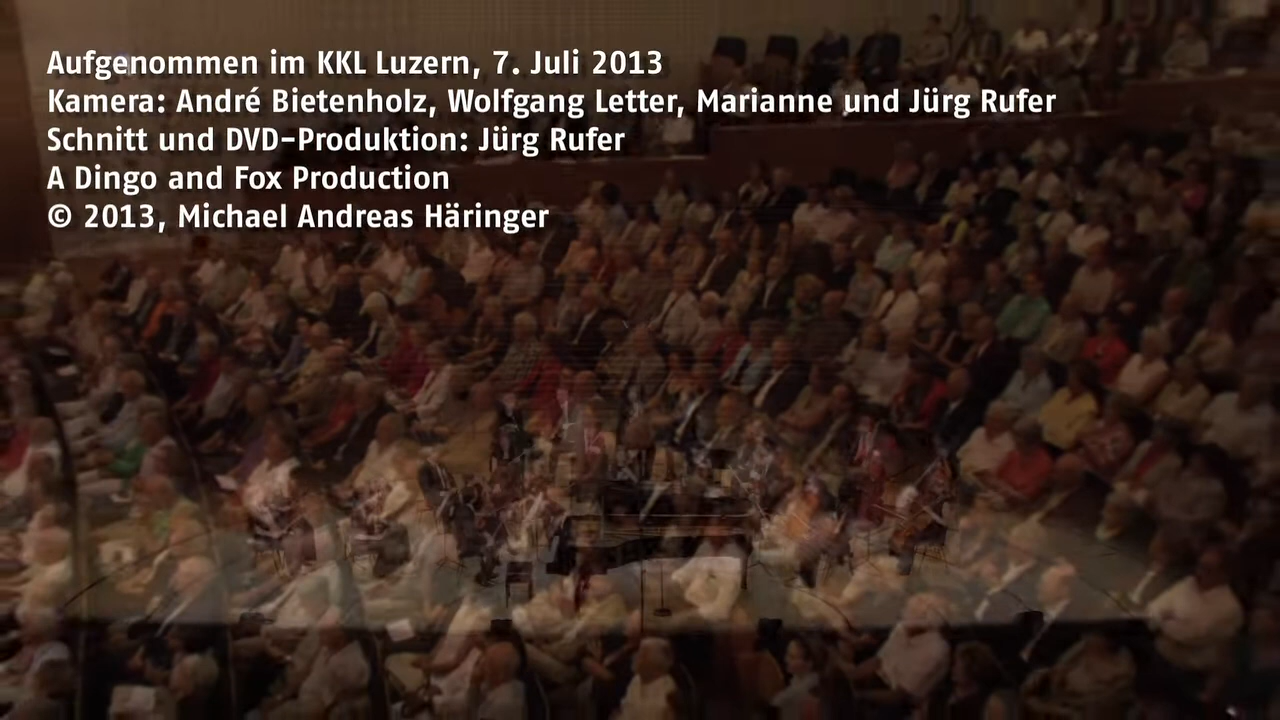 Aufgenommen im KKL Luzern, 7. Juli 2013
Kamera: André Bietenholz, Wolfgang Letter, Marianne und Jürg Rufer
Schnitt und DVD-Produktion: Jürg Rufer
A Dingo and Fox Production
© 2013, Michael Andreas Häringer